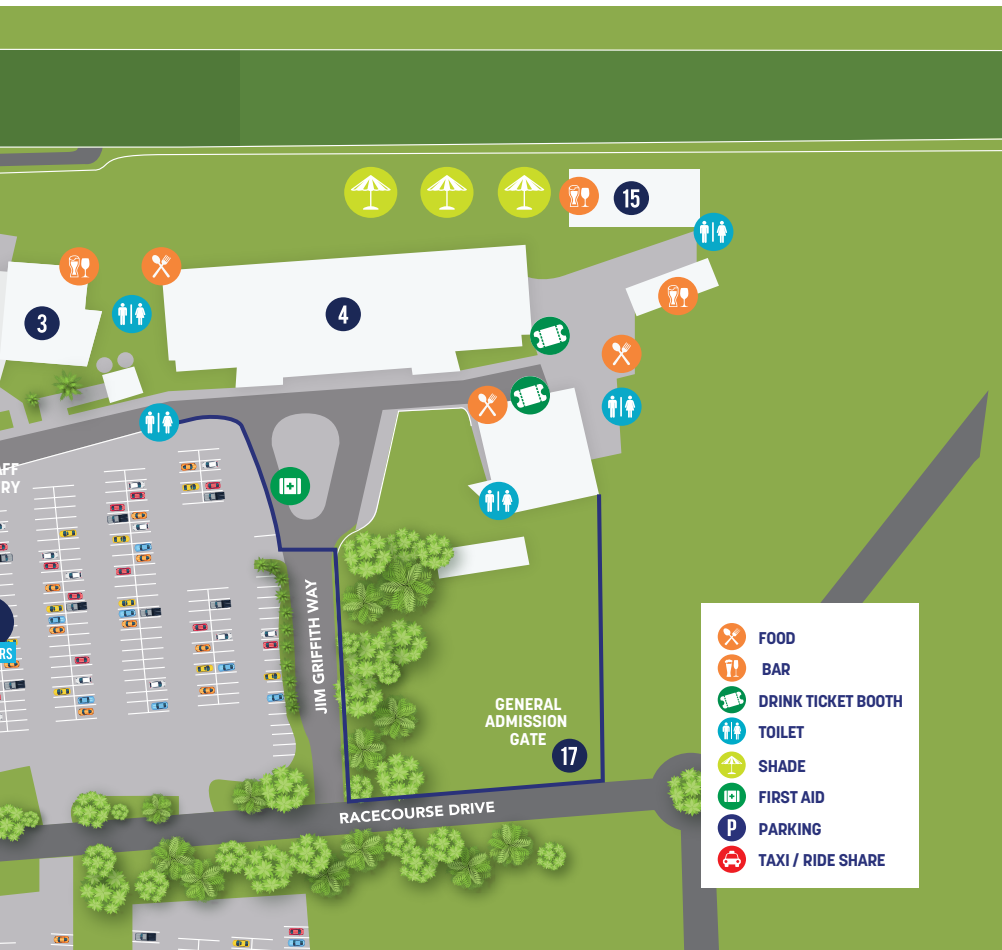 15
3
4
AFF
RY
RS
JIM GRIFFITH WAY
GENERAL
ADMISSION
GATE
17
RACECOURSE DRIVE
FOOD
BAR
DRINK TICKET BOOTH
TOILET
SHADE
FIRST AID
P PARKING
TAXI / RIDE SHARE